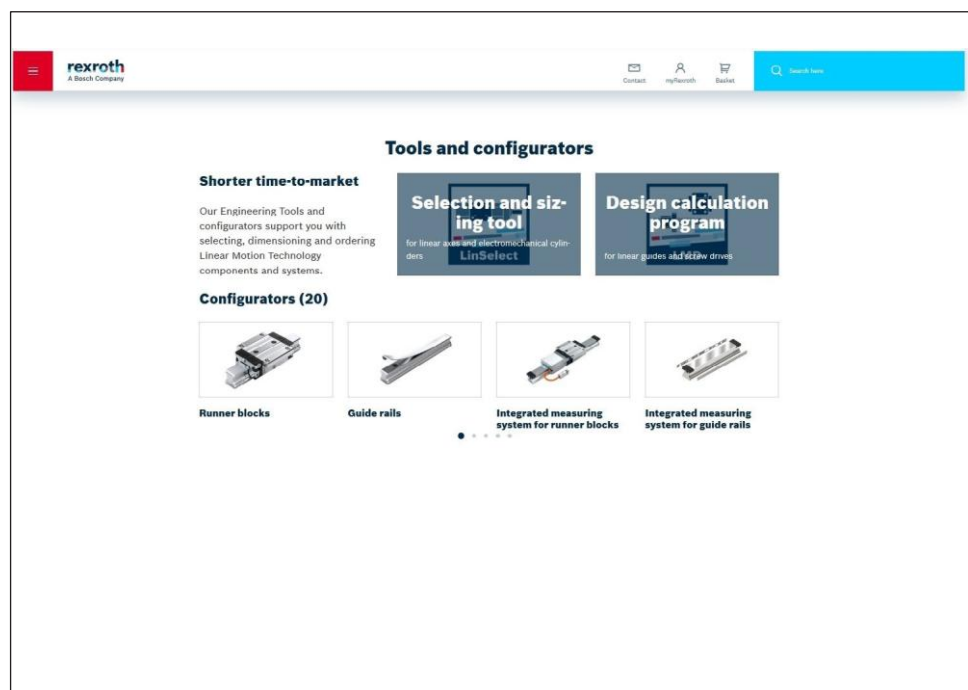 rexroth
A Bosch Company
Contact
myRexroth
Basket
Search here
Tools and configurators
Shorter time-to-market
Our Engineering Tools and
configurators support you with
selecting, dimensioning and ordering
Linear Motion Technology
components and systems.
Selection and siz-
ing tool
for linear axes and electromechanical cylin-
ders
LinSelect
Design calculation
program
for linear guides and screw drives
Configurators (20)
Runner blocks
Guide rails
Integrated measuring
system for runner blocks
Integrated measuring
system for guide rails